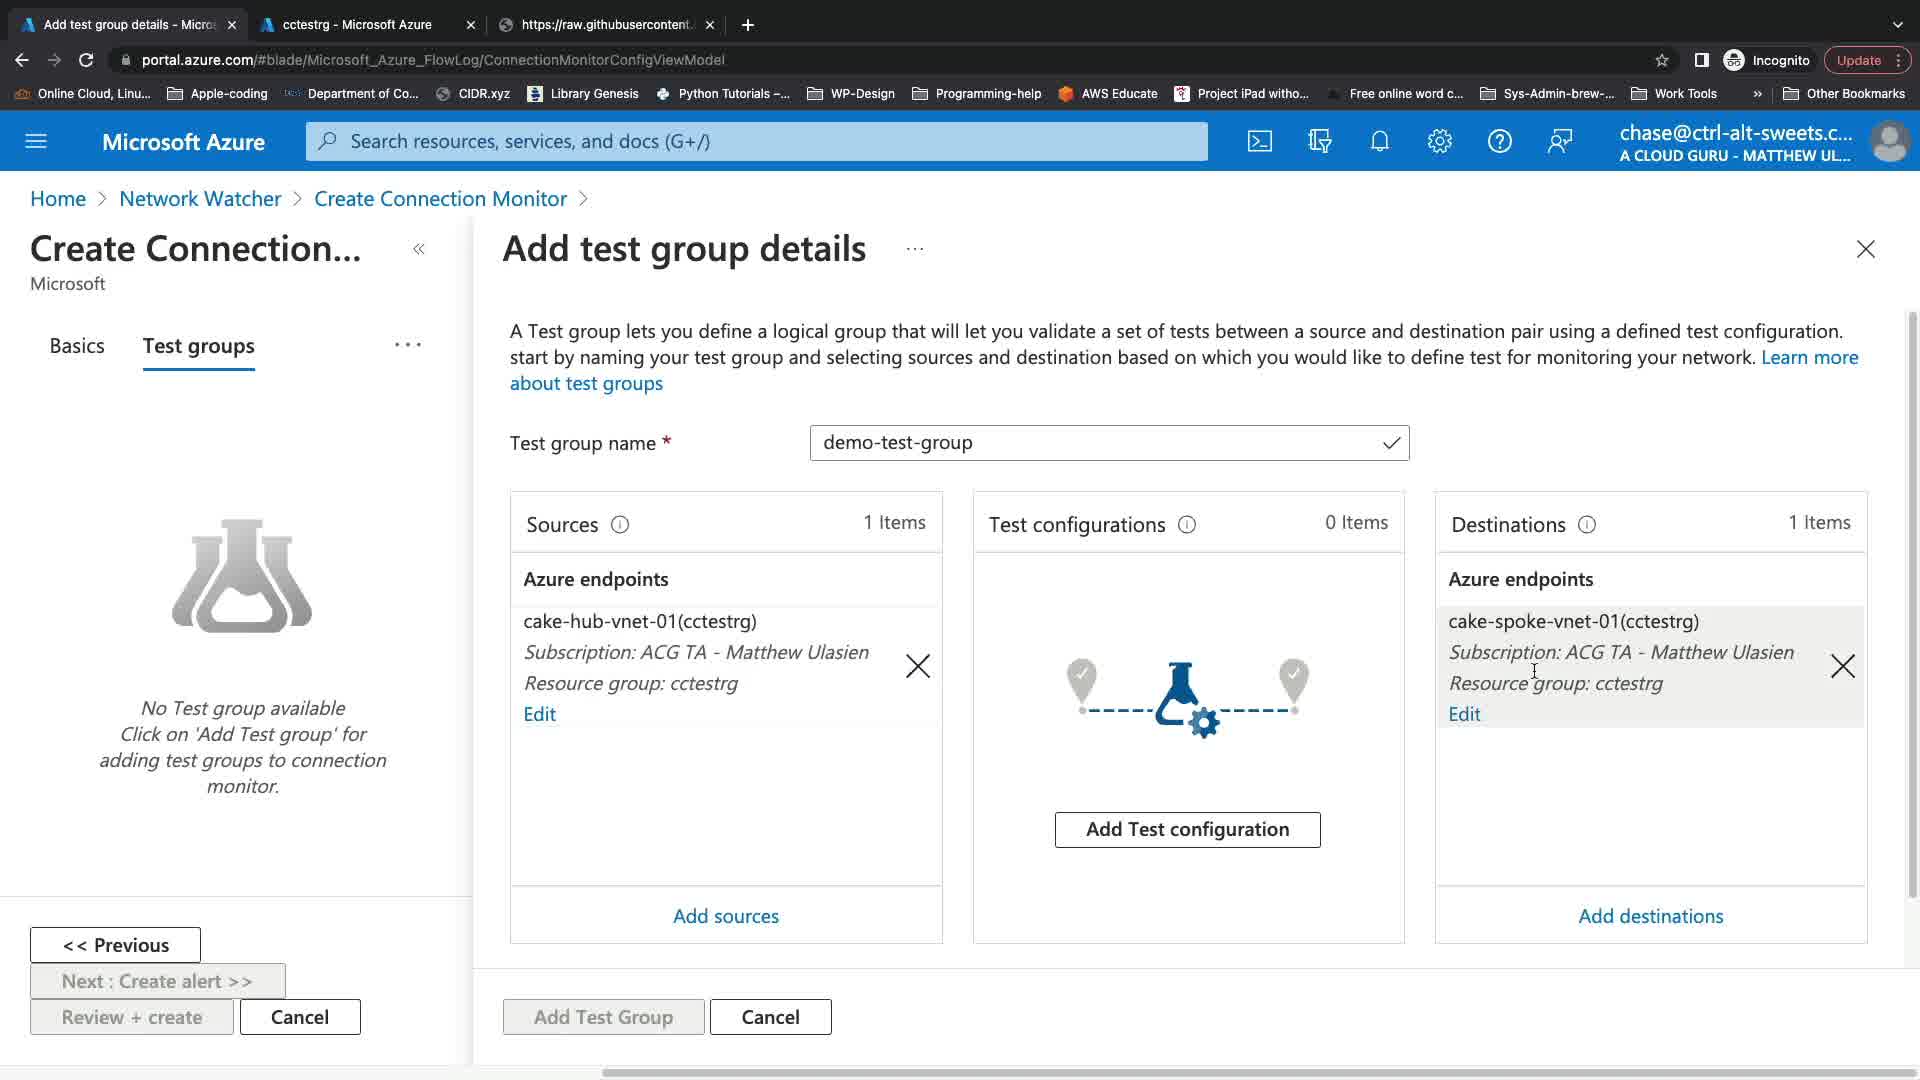 Add test group details - Micros
cctestrg - Microsoft Azure
https://raw.githubusercontent.
portal.azure.com/#blade/Microsoft_Azure_FlowLog/ConnectionMonitorConfigViewModel
Incognito
Update
Online Cloud, Linu...
Apple-coding
Department of Co...
CIDR.xyz
Library Genesis
Python Tutorials –...
WP-Design
Programming-help
AWS Educate
Project iPad witho...
Free online word c...
Sys-Admin-brew-...
Work Tools
»
Other Bookmarks
Microsoft Azure
Search resources, services, and docs (G+/)
chase@ctrl-alt-sweets.c...
A CLOUD GURU - MATTHEW UL...
Home > Network Watcher > Create Connection Monitor >
Create Connection...
«
Microsoft
Basics
Test groups
...
No Test group available
Click on 'Add Test group' for
adding test groups to connection
monitor.
<< Previous
Next : Create alert >>
Review + create
Cancel
Add test group details
...
A Test group lets you define a logical group that will let you validate a set of tests between a source and destination pair using a defined test configuration.
start by naming your test group and selecting sources and destination based on which you would like to define test for monitoring your network. Learn more
about test groups
Test group name *
demo-test-group
Sources
1 Items
Azure endpoints
cake-hub-vnet-01(cctestrg)
Subscription: ACG TA - Matthew Ulasien
Resource group: cctestrg
Edit
Add sources
Test configurations
0 Items
Add Test configuration
Destinations
1 Items
Azure endpoints
cake-spoke-vnet-01(cctestrg)
Subscription: ACG TA - Matthew Ulasien
Resource group: cctestrg
Edit
Add destinations
Add Test Group
Cancel